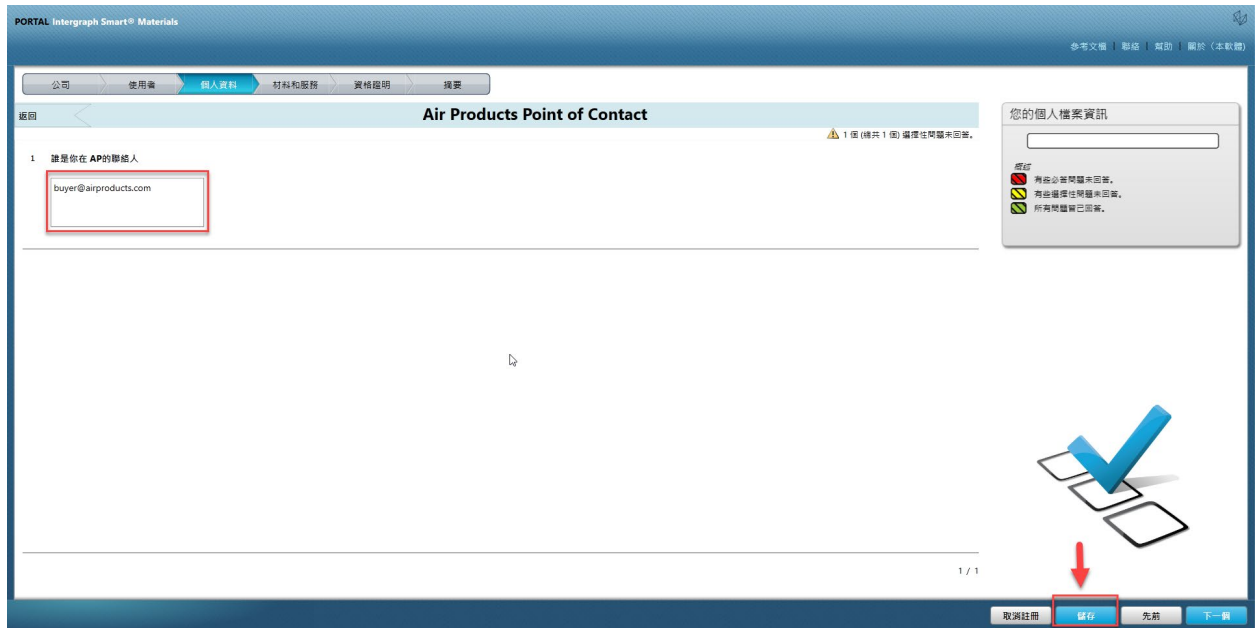 PORTAL Intergraph Smart® Materials
參考文檔 | 聯絡 | 幫助 | 關於（本軟體)
公司 使用者 個人資料 材料和服務 資格證明 摘要
返回
Air Products Point of Contact
1 個 (總共 1 個) 選擇性問題未回答。
1 誰是你在 AP的聯絡人
buyer@airproducts.com
您的個人檔案資訊
概括
有些必答問題未回答。
有些選擇性問題未回答。
所有問題皆已回答。
1 / 1
取消註冊 儲存 先前 下一個